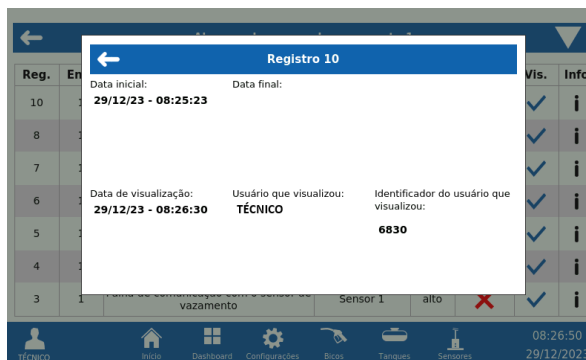 Registro 10
Reg.
Vis.
Info
Data inicial:
Data final:
29/12/23 - 08:25:23
10
8
7
6
Data de visualização:
Usuário que visualizou:
Identificador do usuário que
visualizou:
29/12/23 - 08:26:30
TÉCNICO
6830
5
4
3
1
vazamento
Sensor 1
alto
TÉCNICO
Início
Dashboard
Configurações
Bicos
Tanques
Sensores
08:26:50